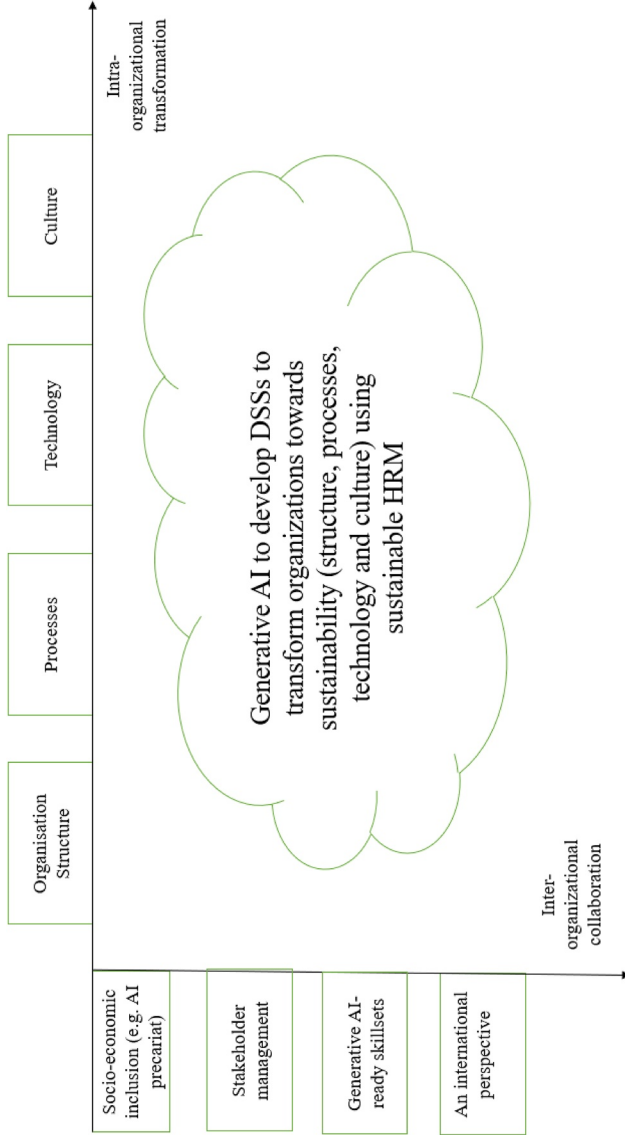 Organisation
Structure
Processes
Technology
Culture
Intra-
organizational
transformation
Socio-economic
inclusion (e.g. AI
precariat)
Stakeholder
management
Generative AI-
ready skillsets
An international
perspective
Generative AI to develop DSSs to
transform organizations towards
sustainability (structure, processes,
technology and culture) using
sustainable HRM
Inter-
organizational
collaboration